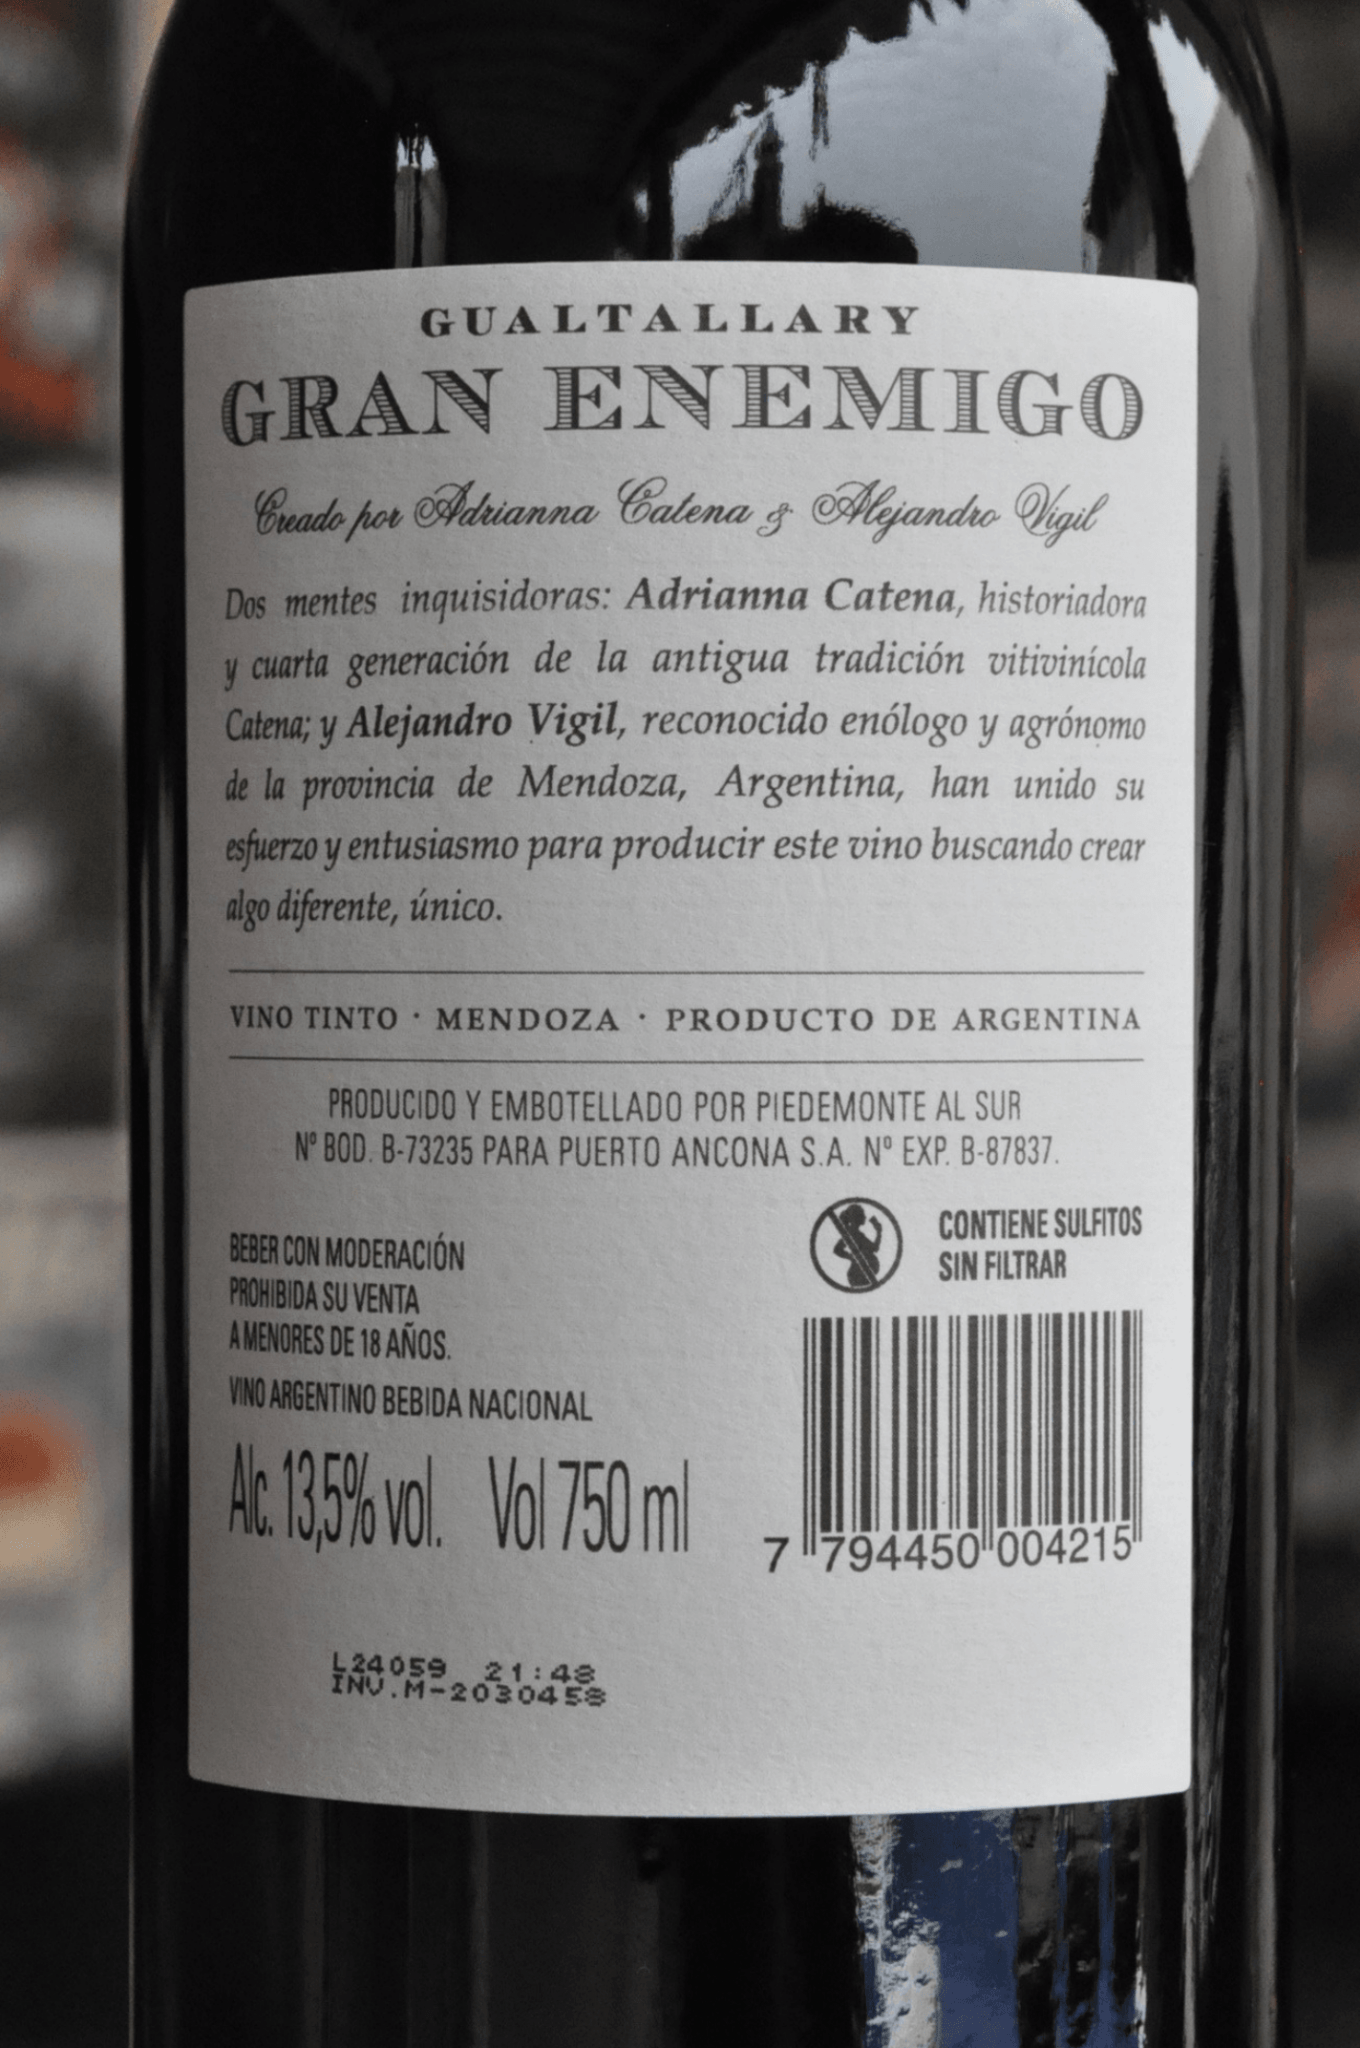 GUALTALLARY
GRAN ENEMIGO
Creado por Adrianna Catena & Alejandro Vigil
Dos mentes inquisidoras: Adrianna Catena, historiadora
y cuarta generación de la antigua tradición vitivinícola
Catena; y Alejandro Vigil, reconocido enólogo y agrónomo
de la provincia de Mendoza, Argentina, han unido su
esfuerzo y entusiasmo para producir este vino buscando crear
algo diferente, único.
VINO TINTO · MENDOZA · PRODUCTO DE ARGENTINA
PRODUCIDO Y EMBOTELLADO POR PIEDEMONTE AL SUR
Nº BOD. B-73235 PARA PUERTO ANCONA S.A. Nº EXP. B-87837.
CONTIENE SULFITOS
SIN FILTRAR
BEBER CON MODERACIÓN
PROHIBIDA SU VENTA
A MENORES DE 18 AÑOS.
VINO ARGENTINO BEBIDA NACIONAL
Alc. 13,5% vol. Vol 750 ml
7 794450 004215
L24059 21:48
INV.M-2030458